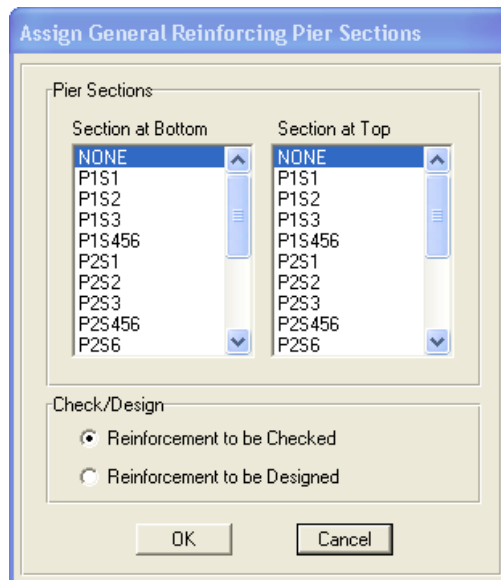 Assign General Reinforcing Pier Sections
Pier Sections
Section at Bottom Section at Top
NONE NONE
P1S1 P1S1
P1S2 P1S2
P1S3 P1S3
P1S456 P1S456
P2S1 P2S1
P2S2 P2S2
P2S3 P2S3
P2S456 P2S456
P2S6 P2S6
Check/Design
Reinforcement to be Checked
Reinforcement to be Designed
OK Cancel